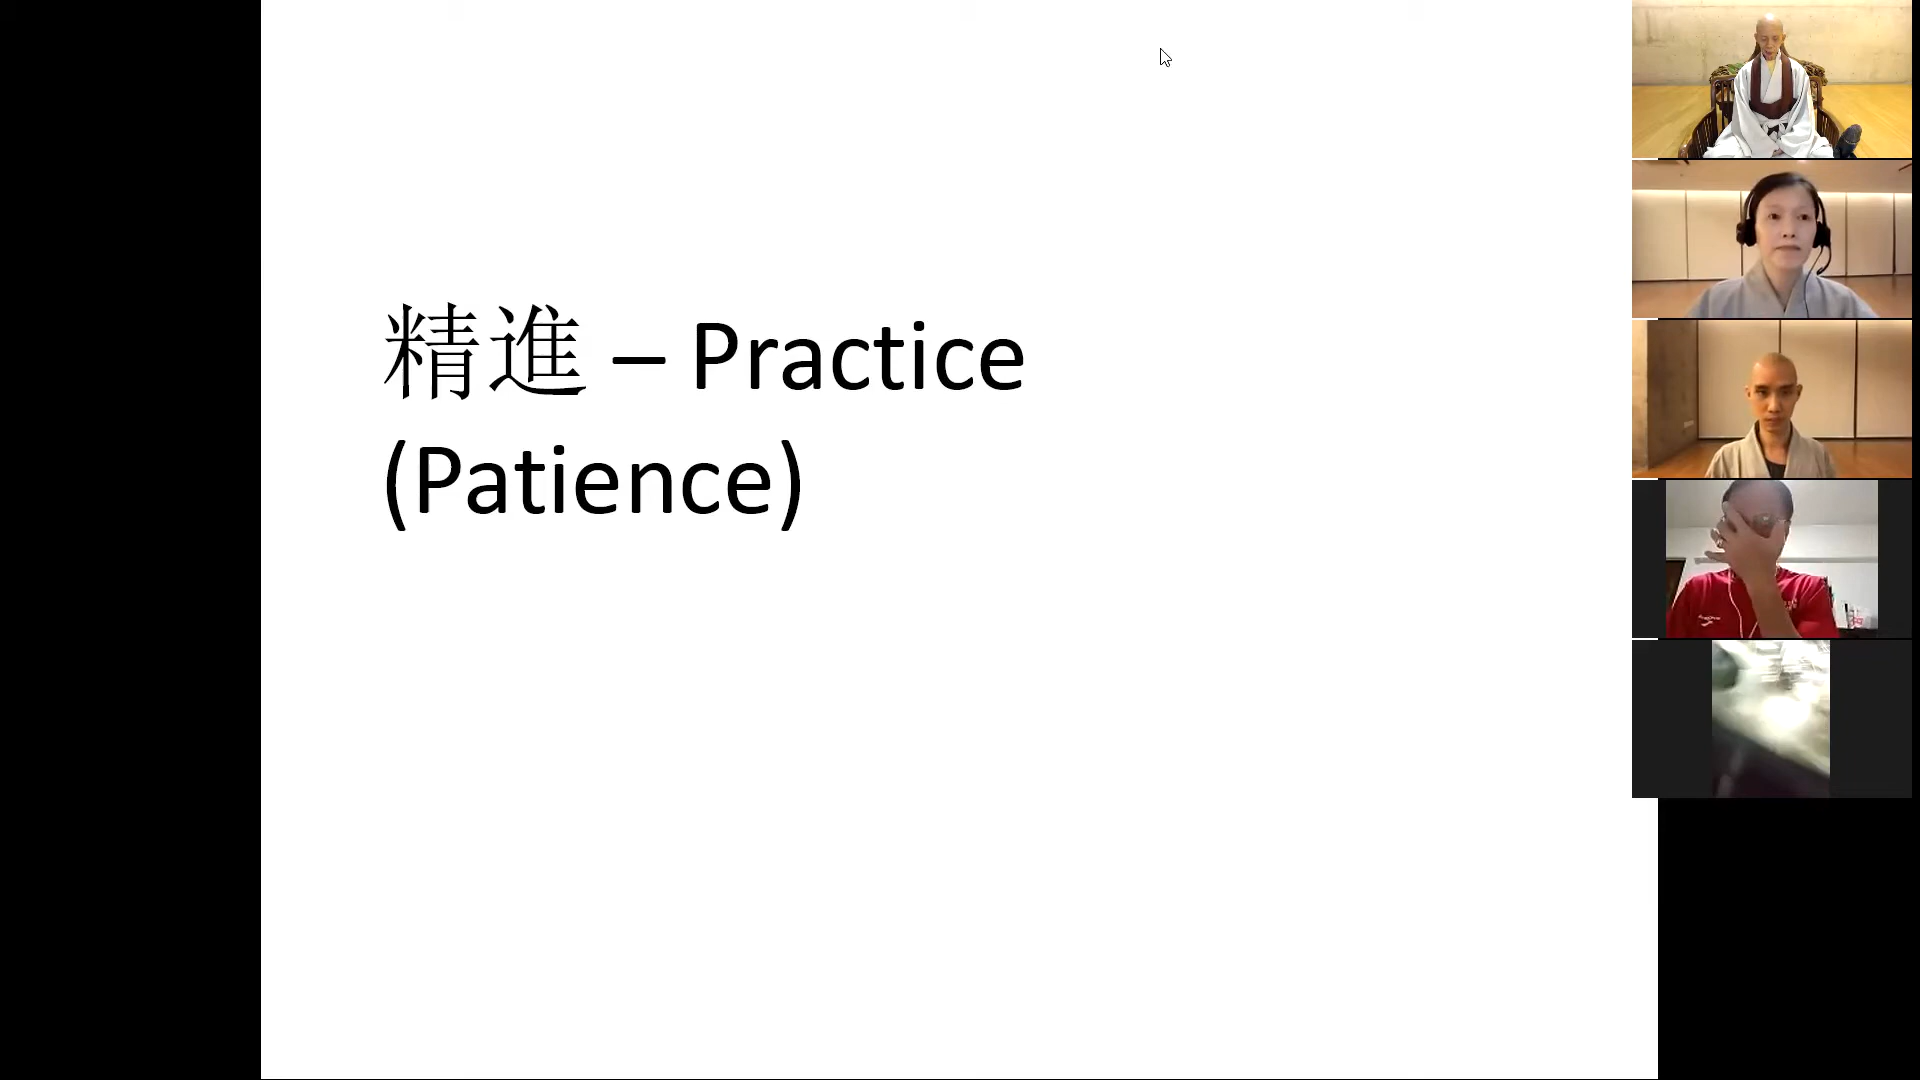 精進 – Practice
(Patience)